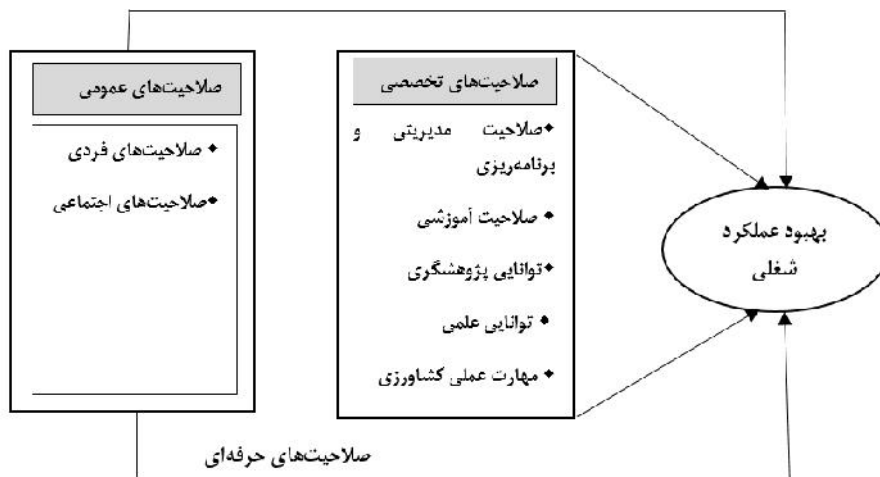 صلاحیت‌های تخصصی
♦صلاحیت مدیریتی و
برنامه‌ریزی
♦ صلاحیت آموزشی
♦توانایی پژوهشگری
♦ توانایی علمی
♦ مهارت عملی کشاورزی
صلاحیت‌های عمومی
♦ صلاحیت‌های فردی
♦صلاحیت‌های اجتماعی
بهبود عملکرد
شغلی
صلاحیت‌های حرفه‌ای